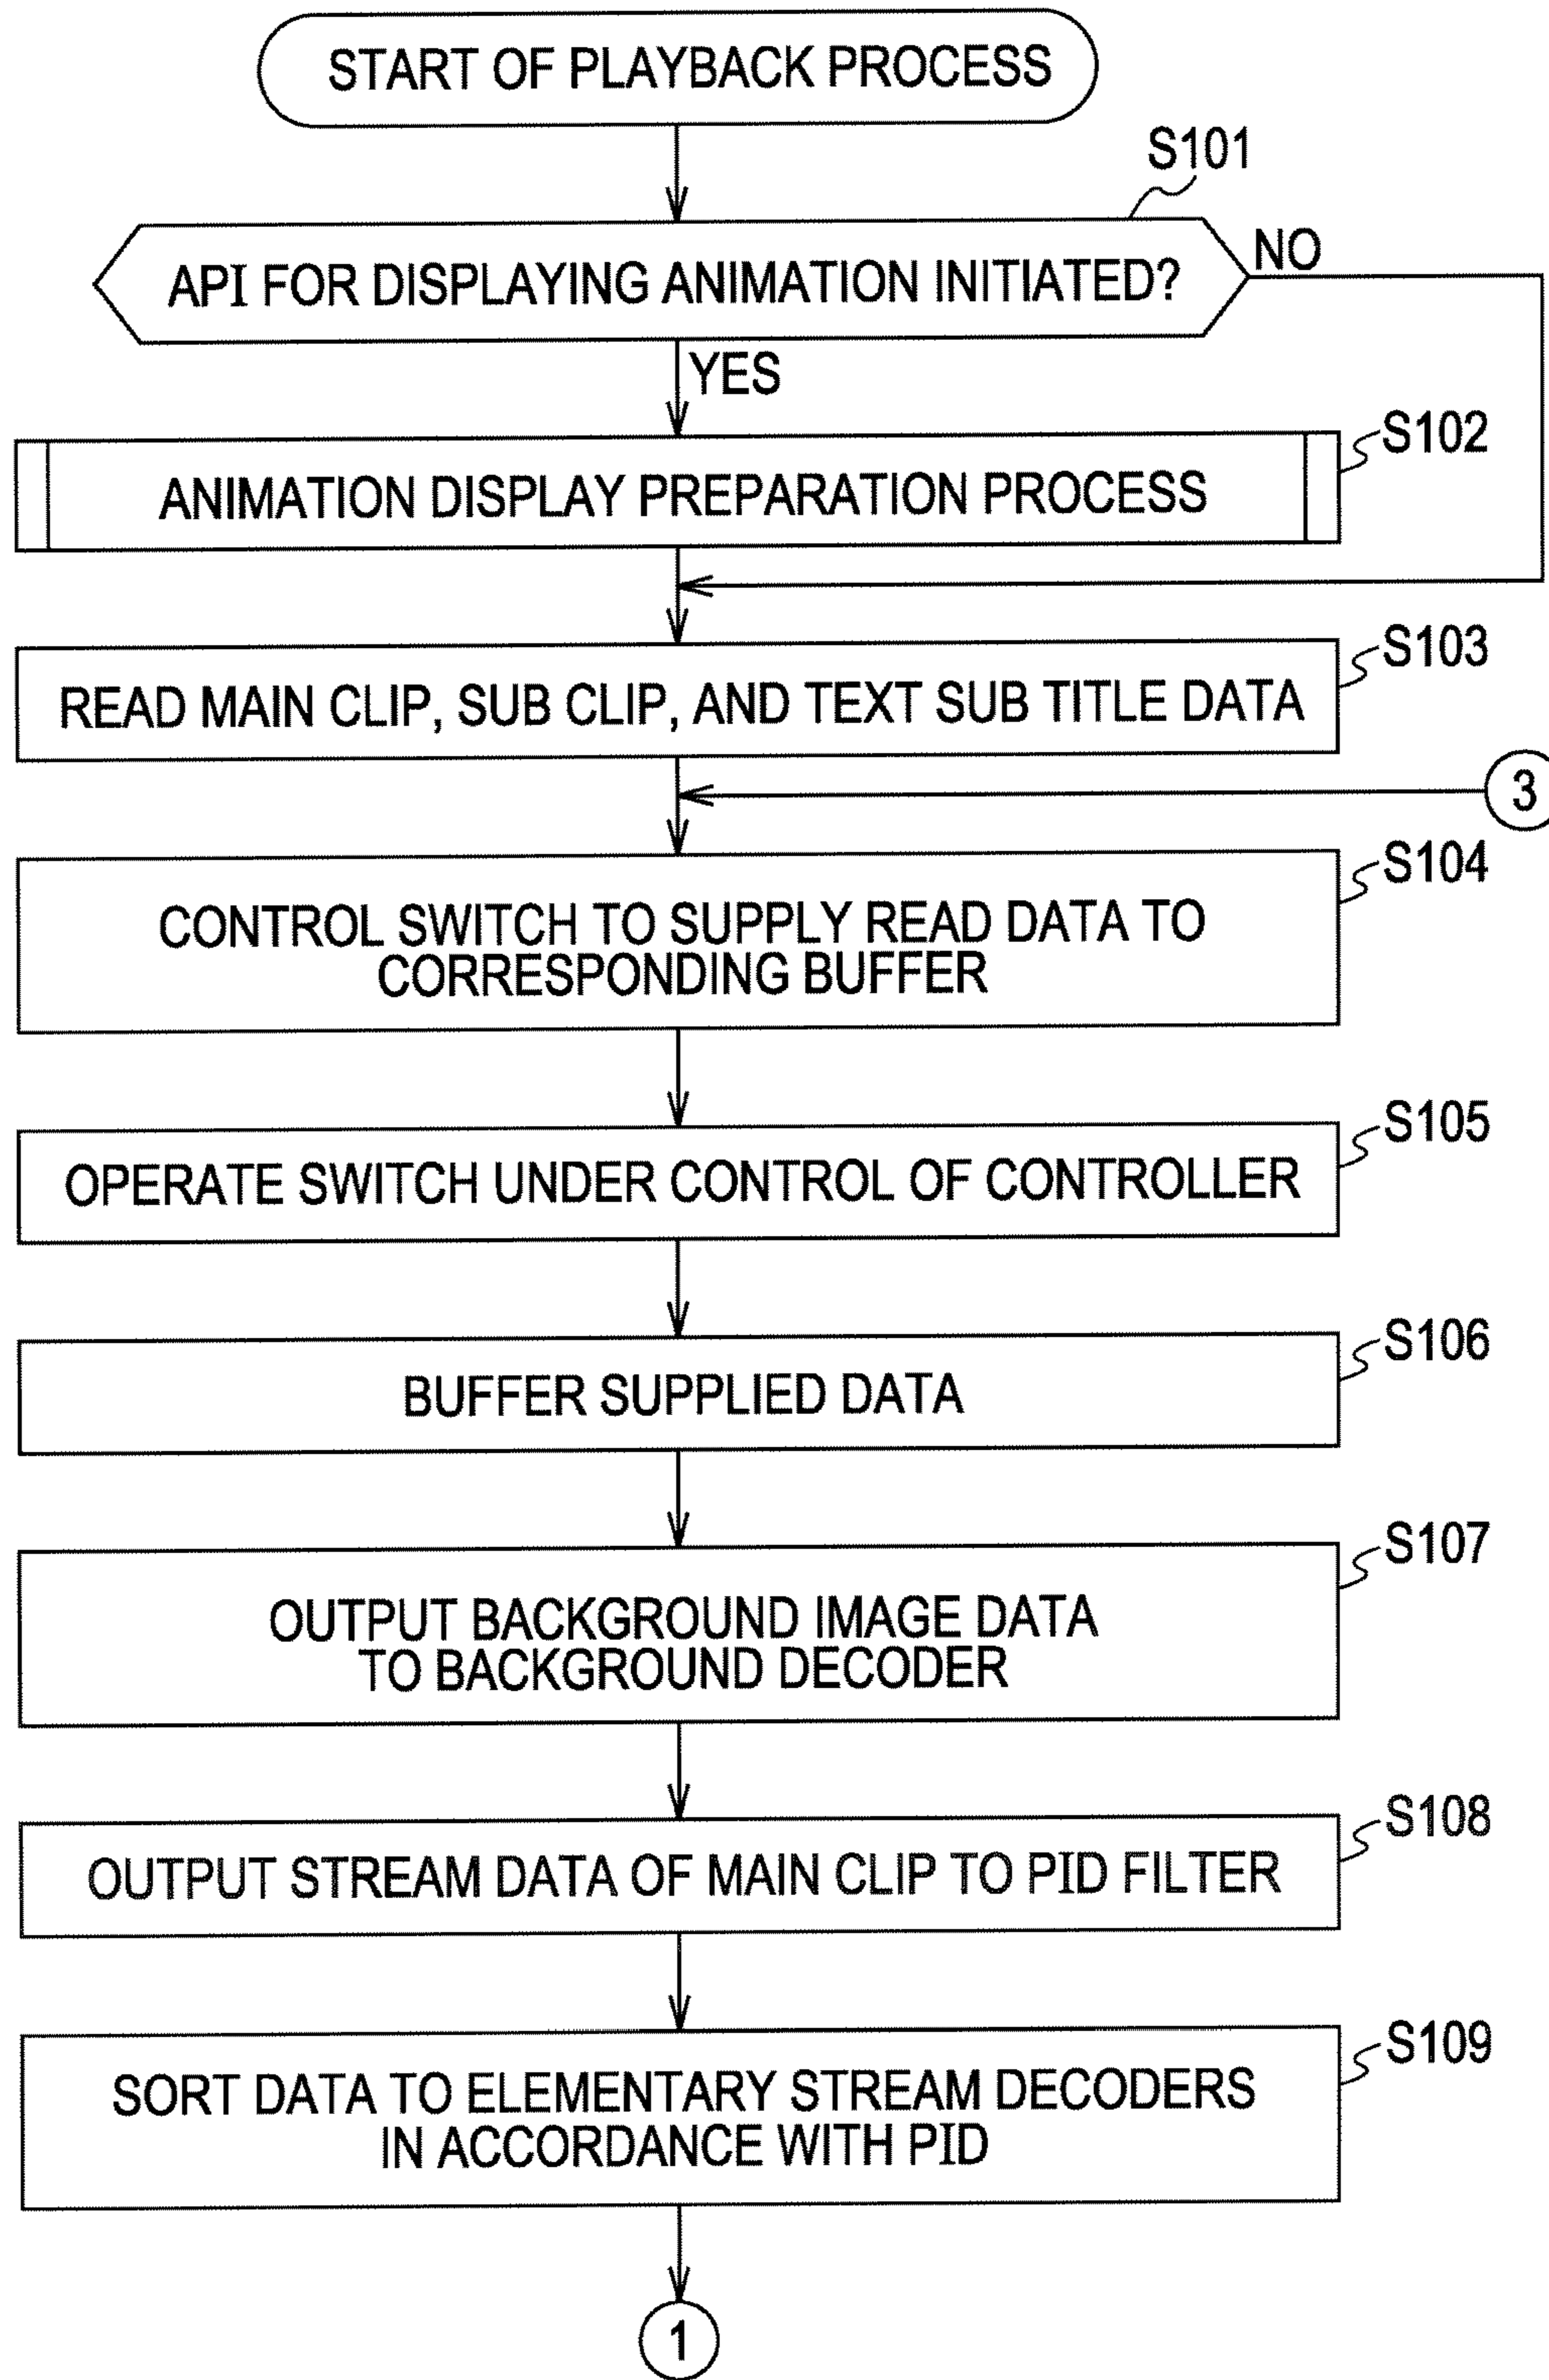 START OF PLAYBACK PROCESS
S101
API FOR DISPLAYING ANIMATION INITIATED?
NO
YES
S102
ANIMATION DISPLAY PREPARATION PROCESS
S103
READ MAIN CLIP, SUB CLIP, AND TEXT SUB TITLE DATA
3
S104
CONTROL SWITCH TO SUPPLY READ DATA TO
CORRESPONDING BUFFER
S105
OPERATE SWITCH UNDER CONTROL OF CONTROLLER
S106
BUFFER SUPPLIED DATA
S107
OUTPUT BACKGROUND IMAGE DATA
TO BACKGROUND DECODER
S108
OUTPUT STREAM DATA OF MAIN CLIP TO PID FILTER
S109
SORT DATA TO ELEMENTARY STREAM DECODERS
IN ACCORDANCE WITH PID
1